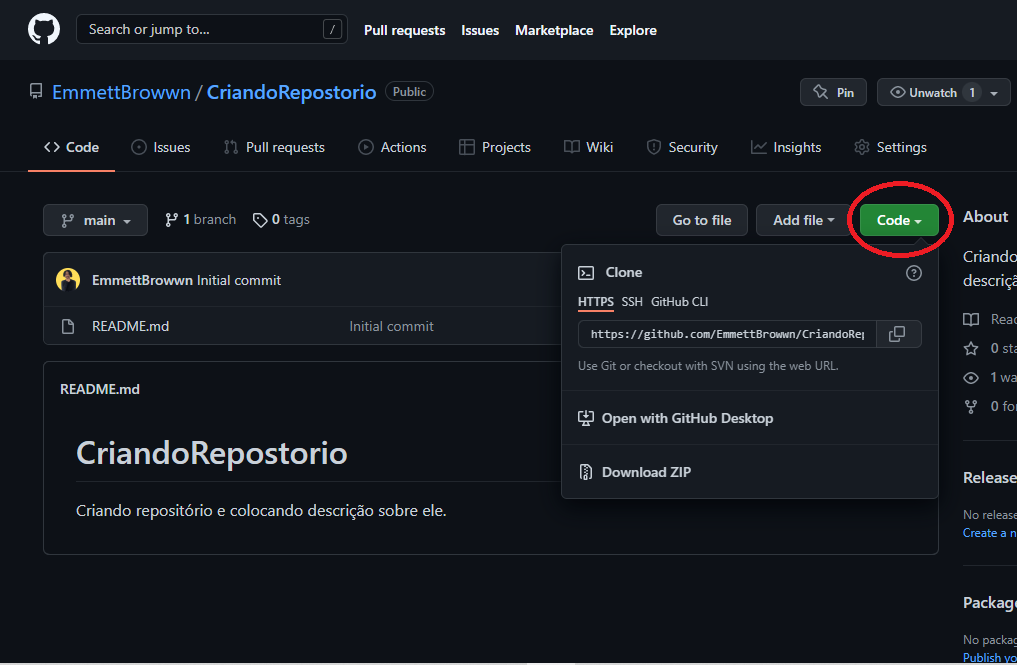 Search or jump to... / Pull requests Issues Marketplace Explore
EmmettBrowwn / CriandoRepostorio Public Pin Unwatch 1
Code Issues Pull requests Actions Projects Wiki Security Insights Settings
main 1 branch 0 tags Go to file Add file Code
EmmettBrowwn Initial commit
README.md Initial commit
README.md
CriandoRepostorio
Criando repositório e colocando descrição sobre ele.
Clone ?
HTTPS SSH GitHub CLI
https://github.com/EmmettBrowwn/CriandoRep
Use Git or checkout with SVN using the web URL.
Open with GitHub Desktop
Download ZIP
About
Criando
descriçã
Read
0 sta
1 wa
0 fo
Release
No release
Create a n
Package
No packag
Publish yo